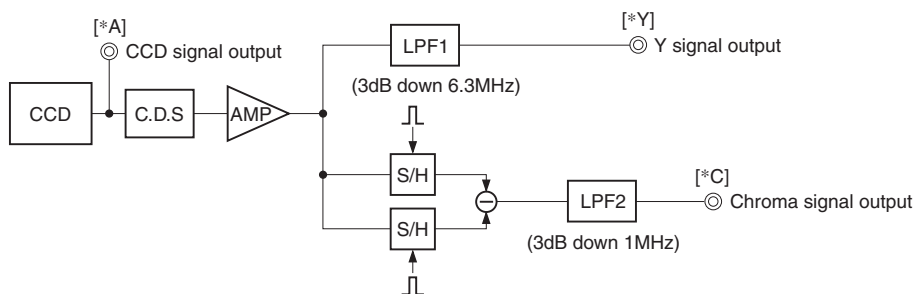 [*A]
CCD signal output
[*Y]
Y signal output
LPF1
(3dB down 6.3MHz)
CCD
C.D.S
AMP
S/H
S/H
[*C]
LPF2
Chroma signal output
(3dB down 1MHz)